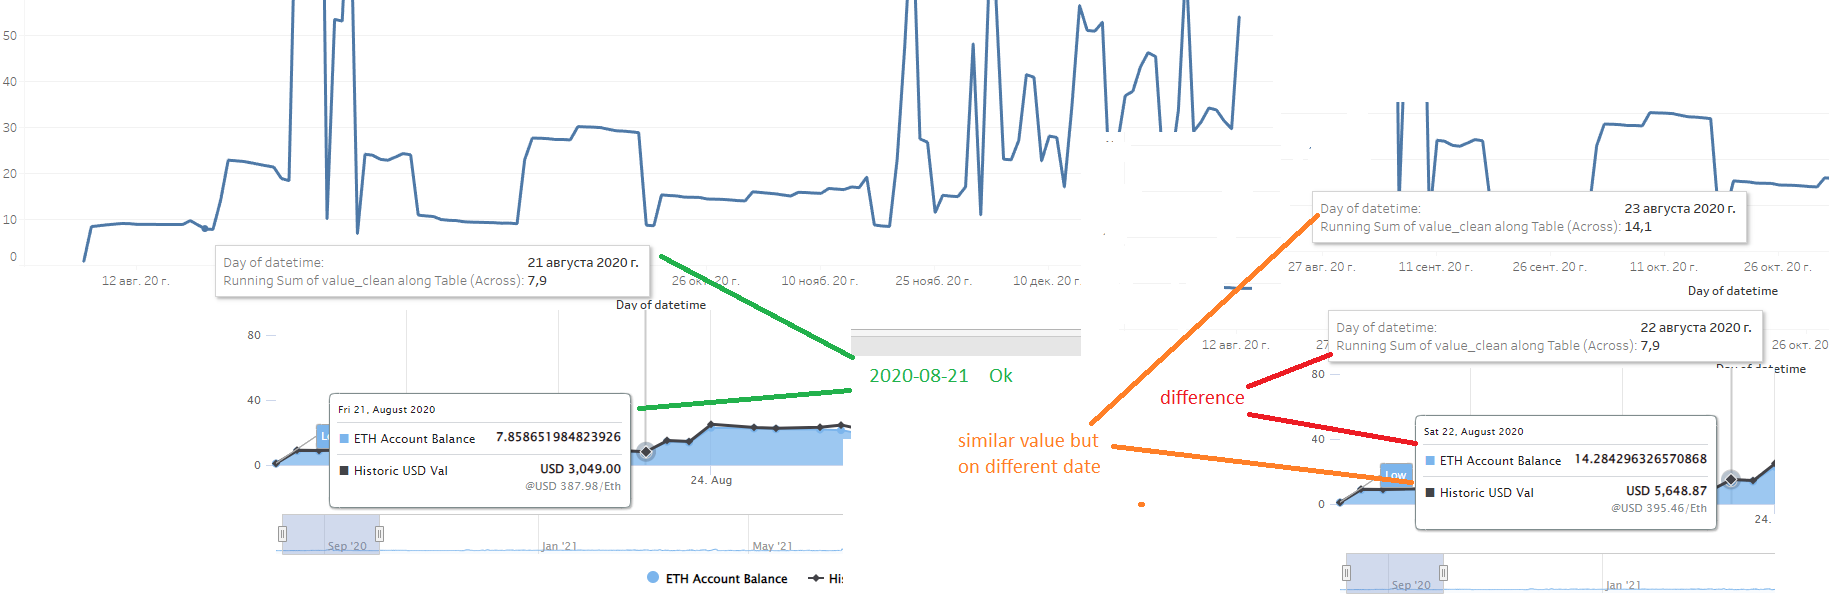 50
40
30
20
10
0
12 авг. 20 г.
26 окт. 20 г.
10 нояб. 20 г.
25 нояб. 20 г.
10 дек. 20 г.
Day of datetime: 21 августа 2020 г.
Running Sum of value_clean along Table (Across): 7,9
Day of datetime
80
40
0
Fri 21, August 2020
ETH Account Balance 7.858651984823926
Historic USD Val USD 3,049.00
@USD 387.98/Eth
Lo
24. Aug
Sep '20
Jan '21
May '21
ETH Account Balance
Hi
2020-08-21 Ok
similar value but
on different date
difference
Day of datetime: 23 августа 2020 г.
Running Sum of value_clean along Table (Across): 14,1
27 авг. 20 г.
11 сент. 20 г.
26 сент. 20 г.
11 окт. 20 г.
26 окт. 20 г.
Day of datetime
12 авг. 20 г.
27
26 окт. 20
Day of datetime: 22 августа 2020 г.
Running Sum of value_clean along Table (Across): 7,9
Day of datetime
80
40
0
Sat 22, August 2020
ETH Account Balance 14.284296326570868
Historic USD Val USD 5,648.87
@USD 395.46/Eth
Low
24.
Sep '20
Jan '21